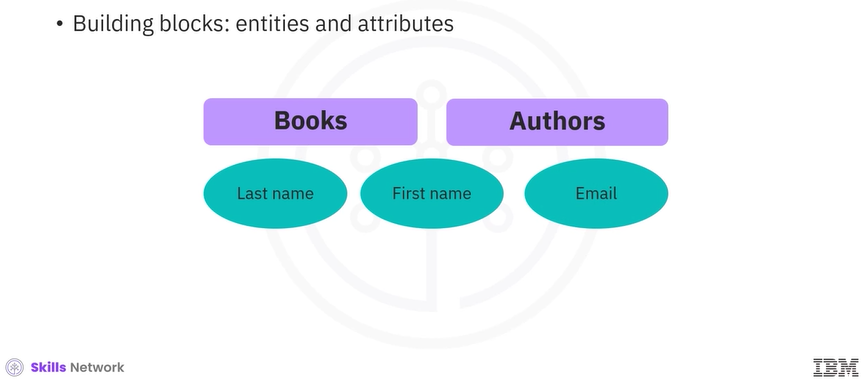 • Building blocks: entities and attributes
Books
Authors
Last name
First name
Email
Skills Network
IBM